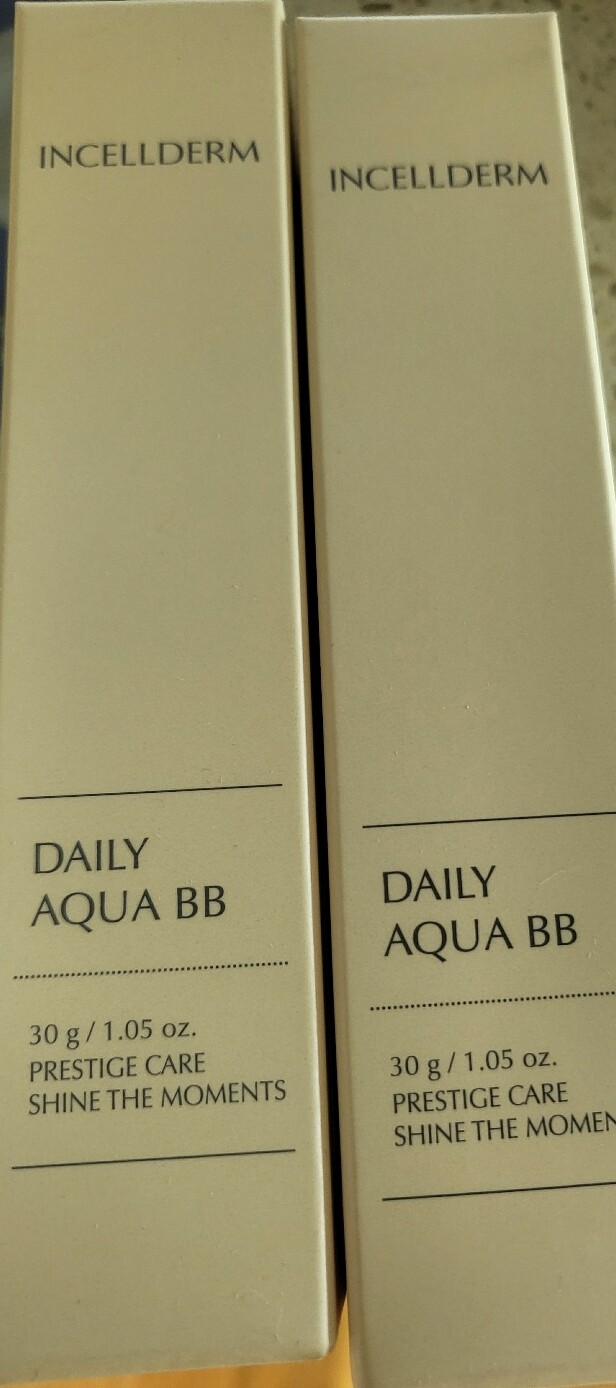 INCELLDERM
DAILY
AQUA BB
30 g / 1.05 oz.
PRESTIGE CARE
SHINE THE MOMENTS
INCELLDERM
DAILY
AQUA BB
30 g / 1.05 oz.
PRESTIGE CARE
SHINE THE